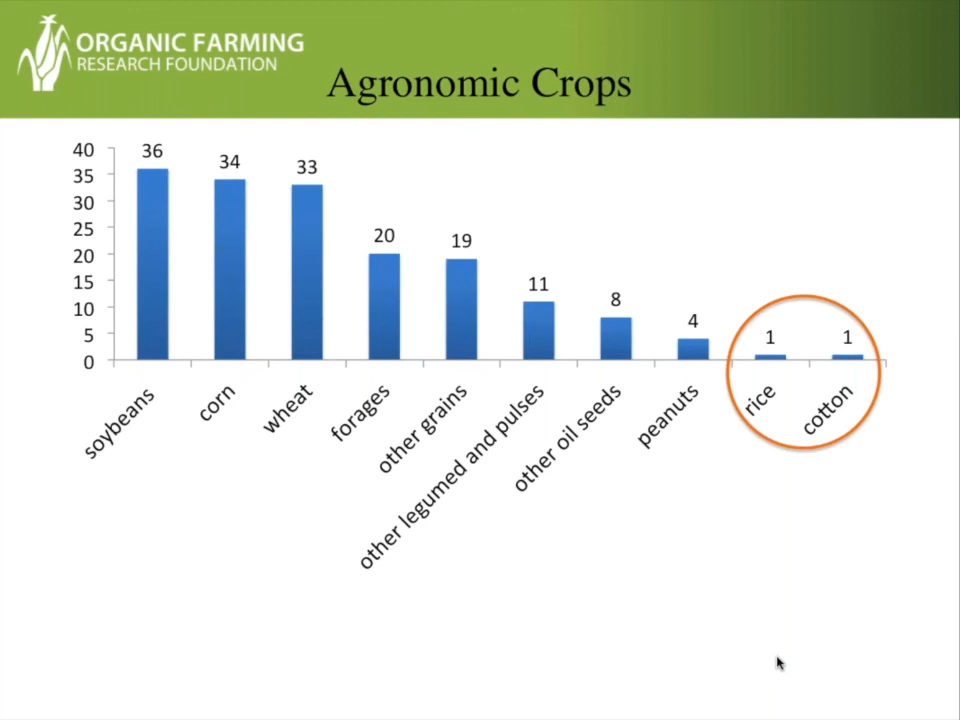 ORGANIC FARMING
RESEARCH FOUNDATION
Agronomic Crops
40
35
30
25
20
15
10
5
0
36
34
33
20
19
11
8
4
1
1
soybeans
corn
wheat
forages
other grains
other legumed and pulses
other oil seeds
peanuts
rice
cotton